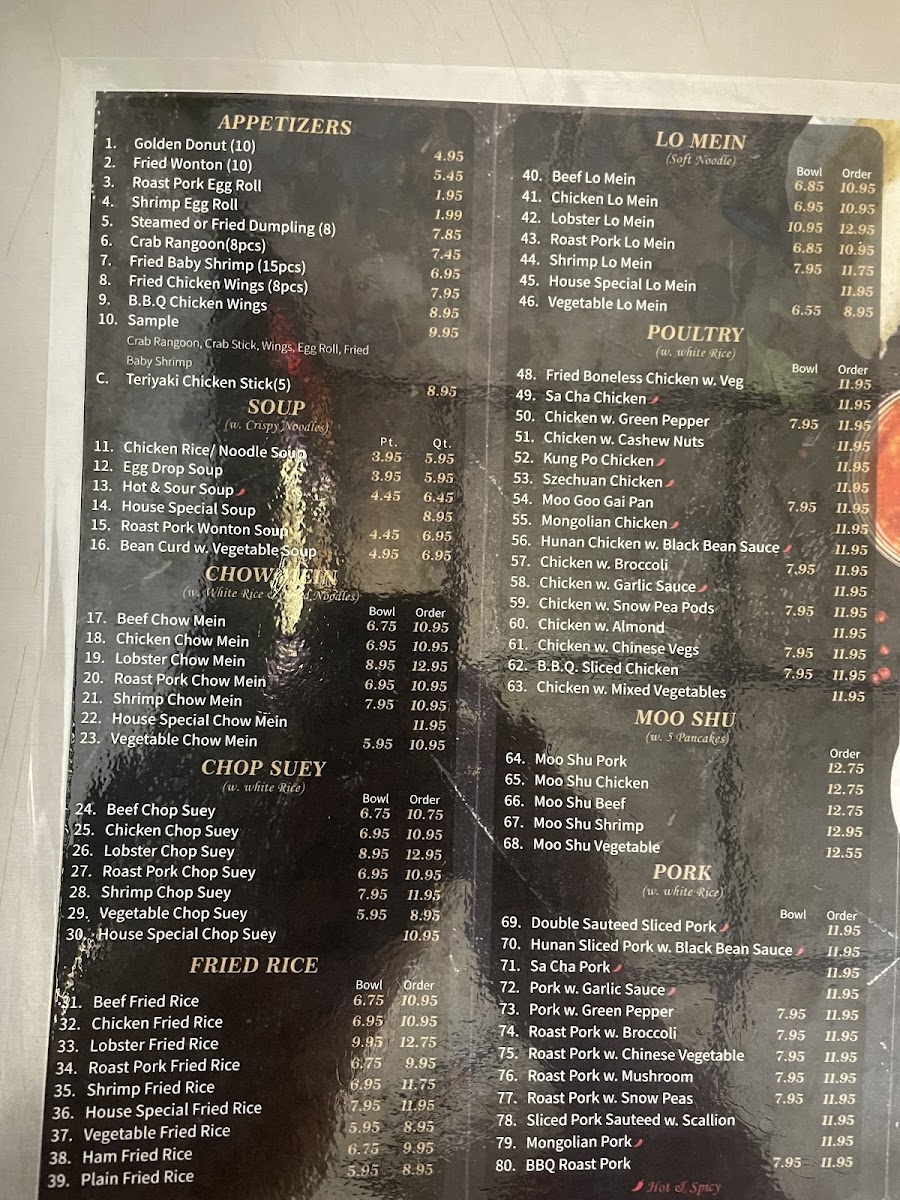 APPETIZERS
1. Golden Donut (10) 4.95
2. Fried Wonton (10) 5.45
3. Roast Pork Egg Roll 1.95
4. Shrimp Egg Roll 1.99
5. Steamed or Fried Dumpling (8) 7.85
6. Crab Rangoon(8pcs) 7.45
7. Fried Baby Shrimp (15pcs) 6.95
8. Fried Chicken Wings (8pcs) 7.95
9. B.B.Q Chicken Wings 8.95
10. Sample 9.95
Crab Rangoon, Crab Stick, Wings, Egg Roll, Fried
Baby Shrimp
C. Teriyaki Chicken Stick(5) 8.95
SOUP
(w. Crispy Noodles)
Pt. Qt.
11. Chicken Rice/ Noodle Soup 3.95 5.95
12. Egg Drop Soup 3.95 5.95
13. Hot & Sour Soup 4.45 6.45
14. House Special Soup 8.95
15. Roast Pork Wonton Soup 4.45 6.95
16. Bean Curd w. Vegetable Soup 4.95 6.95
CHOW MEIN
(w. White Rice & Noodles)
Bowl Order
17. Beef Chow Mein 6.75 10.95
18. Chicken Chow Mein 6.95 10.95
19. Lobster Chow Mein 8.95 12.95
20. Roast Pork Chow Mein 6.95 10.95
21. Shrimp Chow Mein 7.95 10.95
22. House Special Chow Mein 11.95
23. Vegetable Chow Mein 5.95 10.95
CHOP SUEY
(w. white Rice)
Bowl Order
24. Beef Chop Suey 6.75 10.75
25. Chicken Chop Suey 6.95 10.95
26. Lobster Chop Suey 8.95 12.95
27. Roast Pork Chop Suey 6.95 10.95
28. Shrimp Chop Suey 7.95 11.95
29. Vegetable Chop Suey 5.95 8.95
30. House Special Chop Suey 10.95
FRIED RICE
Bowl Order
31. Beef Fried Rice 6.75 10.95
32. Chicken Fried Rice 6.95 10.95
33. Lobster Fried Rice 9.95 12.75
34. Roast Pork Fried Rice 6.75 9.95
35. Shrimp Fried Rice 6.95 11.75
36. House Special Fried Rice 7.95 11.95
37. Vegetable Fried Rice 5.95 8.95
38. Ham Fried Rice 6.75 9.95
39. Plain Fried Rice 5.95 8.95
LO MEIN
(Soft Noodle)
Bowl Order
40. Beef Lo Mein 6.85 10.95
41. Chicken Lo Mein 6.95 10.95
42. Lobster Lo Mein 10.95 12.95
43. Roast Pork Lo Mein 6.85 10.95
44. Shrimp Lo Mein 7.95 11.75
45. House Special Lo Mein 11.95
46. Vegetable Lo Mein 6.55 8.95
POULTRY
(w. white Rice)
Bowl Order
48. Fried Boneless Chicken w. Veg 11.95
49. Sa Cha Chicken 11.95
50. Chicken w. Green Pepper 7.95 11.95
51. Chicken w. Cashew Nuts 11.95
52. Kung Po Chicken 11.95
53. Szechuan Chicken 11.95
54. Moo Goo Gai Pan 7.95 11.95
55. Mongolian Chicken 11.95
56. Hunan Chicken w. Black Bean Sauce 11.95
57. Chicken w. Broccoli 7.95 11.95
58. Chicken w. Garlic Sauce 11.95
59. Chicken w. Snow Pea Pods 7.95 11.95
60. Chicken w. Almond 11.95
61. Chicken w. Chinese Vegs 7.95 11.95
62. B.B.Q. Sliced Chicken 7.95 11.95
63. Chicken w. Mixed Vegetables 11.95
MOO SHU
(w. 5 Pancakes)
Order
64. Moo Shu Pork 12.75
65. Moo Shu Chicken 12.75
66. Moo Shu Beef 12.75
67. Moo Shu Shrimp 12.95
68. Moo Shu Vegetable 12.55
PORK
(w. white Rice)
Bowl Order
69. Double Sauteed Sliced Pork 11.95
70. Hunan Sliced Pork w. Black Bean Sauce 11.95
71. Sa Cha Pork 11.95
72. Pork w. Garlic Sauce 11.95
73. Pork w. Green Pepper 7.95 11.95
74. Roast Pork w. Broccoli 7.95 11.95
75. Roast Pork w. Chinese Vegetable 7.95 11.95
76. Roast Pork w. Mushroom 7.95 11.95
77. Roast Pork w. Snow Peas 7.95 11.95
78. Sliced Pork Sauteed w. Scallion 11.95
79. Mongolian Pork 11.95
80. BBQ Roast Pork 7.95 11.95
Hot & Spicy